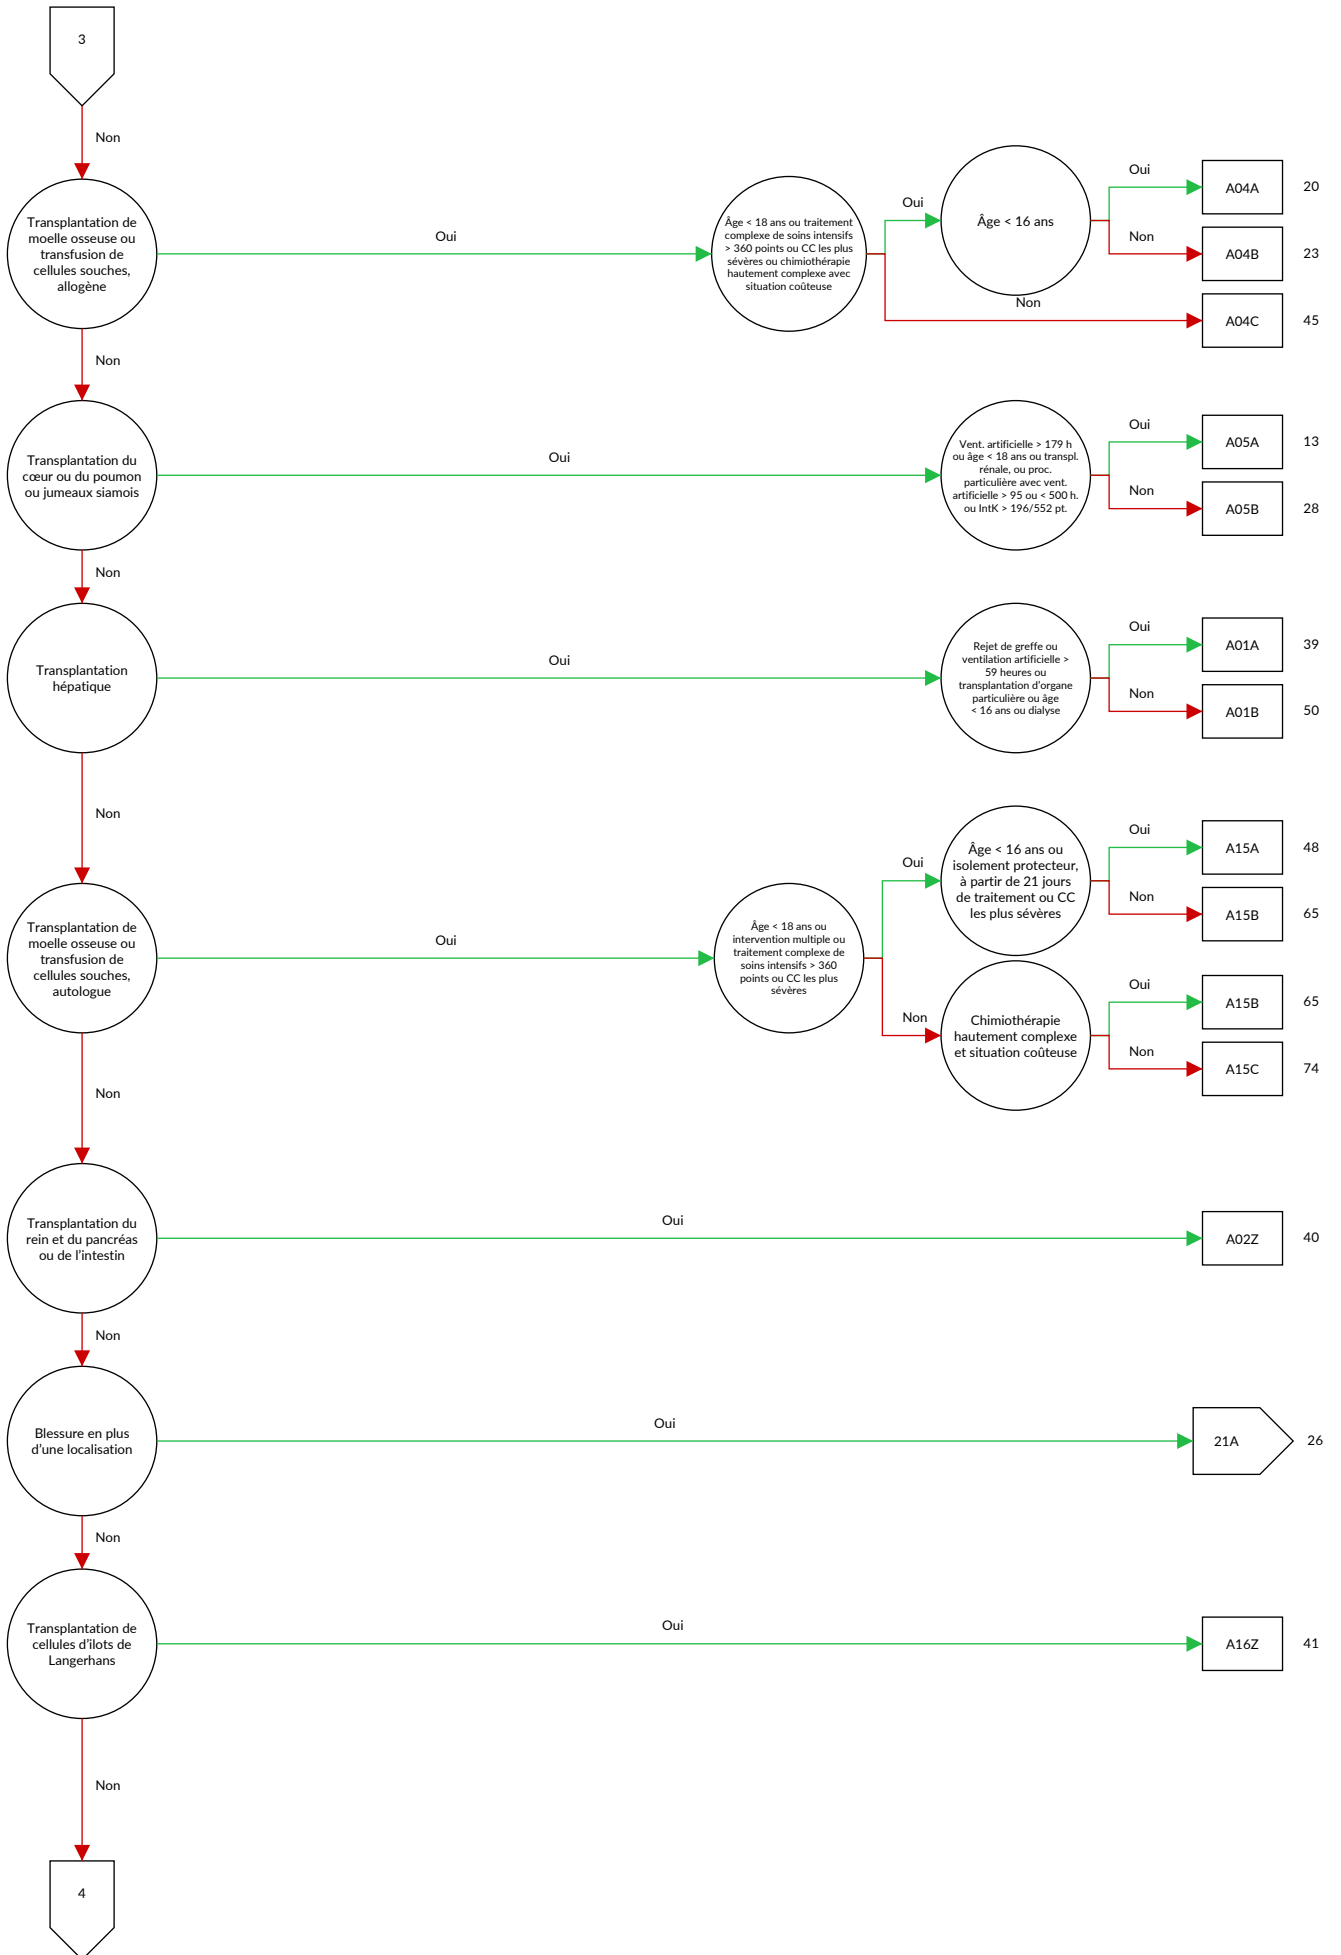 3
Non
Transplantation de
moelle osseuse ou
transfusion de
cellules souches,
allogène
Oui
Âge < 18 ans ou traitement
complexe de soins intensifs
> 360 points ou CC les plus
sévères ou chimiothérapie
hautement complexe avec
situation coûteuse
Oui
Âge < 16 ans
Oui
A04A
20
Non
A04B
23
Non
A04C
45
Non
Transplantation du
cœur ou du poumon
ou jumeaux siamois
Oui
Vent. artificielle > 179 h
ou âge < 18 ans ou transpl.
rénale, ou proc.
particulière avec vent.
artificielle > 95 ou < 500 h.
ou IntK > 196/552 pt.
Oui
A05A
13
Non
A05B
28
Non
Transplantation
hépatique
Oui
Rejet de greffe ou
ventilation artificielle >
59 heures ou
transplantation d'organe
particulière ou âge
< 16 ans ou dialyse
Oui
A01A
39
Non
A01B
50
Non
Transplantation de
moelle osseuse ou
transfusion de
cellules souches,
autologue
Oui
Âge < 18 ans ou
intervention multiple ou
traitement complexe de
soins intensifs > 360
points ou CC les plus
sévères
Oui
Âge < 16 ans ou
isolement protecteur,
à partir de 21 jours
de traitement ou CC
les plus sévères
Oui
A15A
48
Non
A15B
65
Non
Chimiothérapie
hautement complexe
et situation coûteuse
Oui
A15B
65
Non
A15C
74
Non
Transplantation du
rein et du pancréas
ou de l'intestin
Oui
A02Z
40
Non
Blessure en plus
d'une localisation
Oui
21A
26
Non
Transplantation de
cellules d'ilots de
Langerhans
Oui
A16Z
41
Non
4